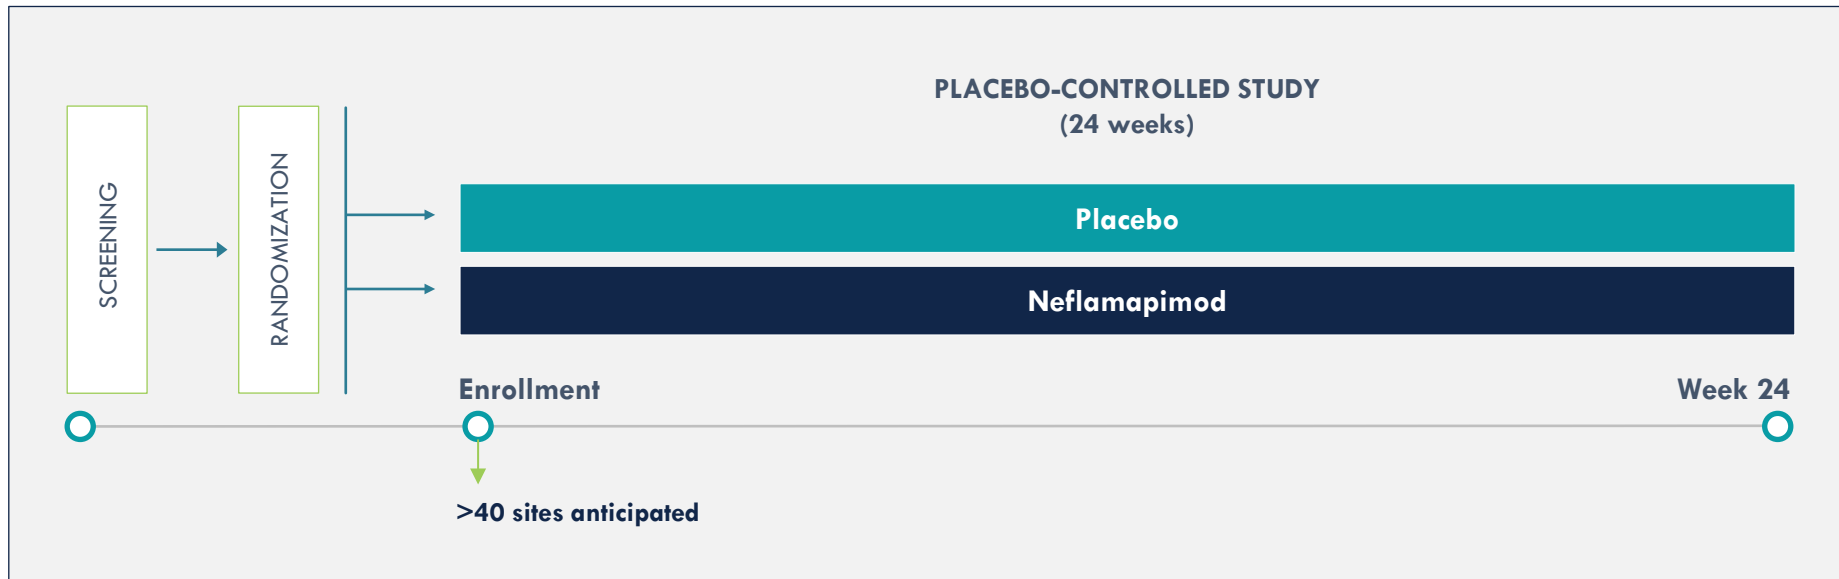 PLACEBO-CONTROLLED STUDY
(24 weeks)
SCREENING
RANDOMIZATION
Placebo
Neflamapimod
Enrollment
Week 24
>40 sites anticipated